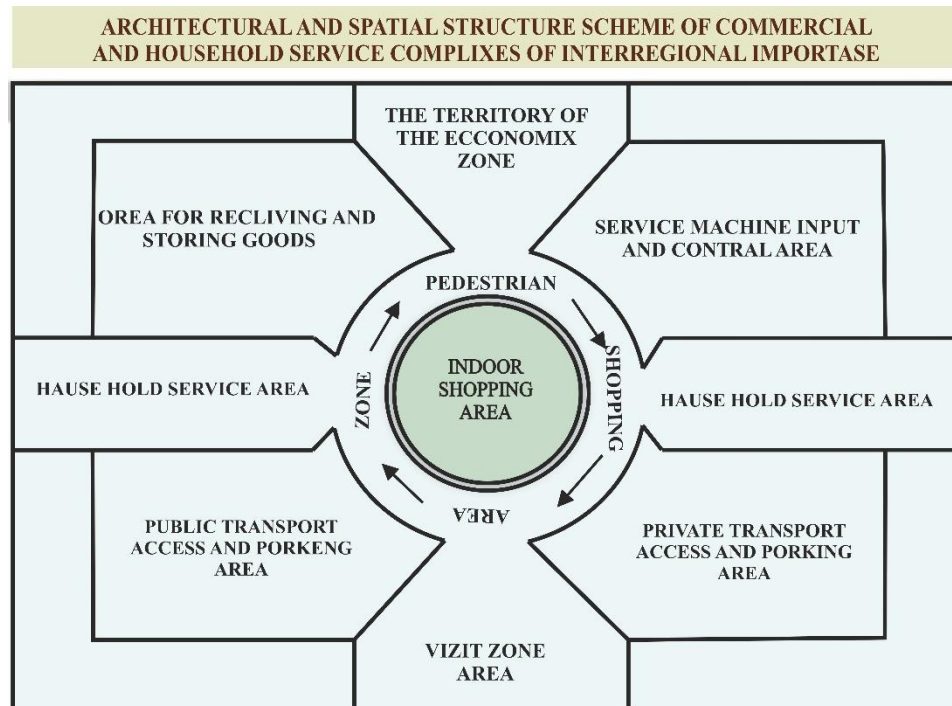 ARCHITECTURAL AND SPATIAL STRUCTURE SCHEME OF COMMERCIAL
AND HOUSEHOLD SERVICE COMPLIXES OF INTERREGIONAL IMPORTASE
THE TERRITORY OF
THE ECCONOMIX
ZONE
OREA FOR RECLIVING AND
STORING GOODS
SERVICE MACHINE INPUT
AND CONTRAL AREA
PEDESTRIAN
SHOPPING
AREA
ZONE
INDOOR
SHOPPING
AREA
HAUSE HOLD SERVICE AREA
HAUSE HOLD SERVICE AREA
PUBLIC TRANSPORT
ACCESS AND PORKENG
AREA
PRIVATE TRANSPORT
ACCESS AND PORKING
AREA
VIZIT ZONE
AREA